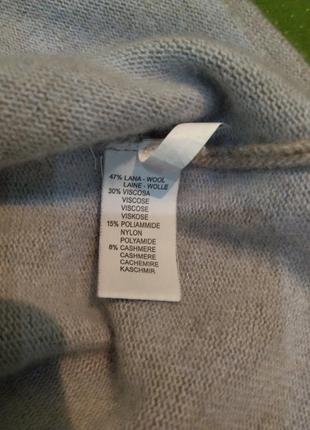 47% LANA - WOOL
LAINE - WOLLE
30% VISCOSA
VISCOSE
VISCOSE
VISKOSE
15% POLIAMMIDE
NYLON
POLYAMIDE
8% CASHMERE
CASHMERE
CACHEMIRE
KASCHMIR